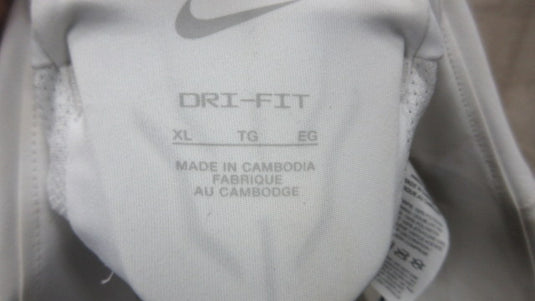 DRI-FIT
XL TG EG
MADE IN CAMBODIA
FABRIQUE
AU CAMBODGE